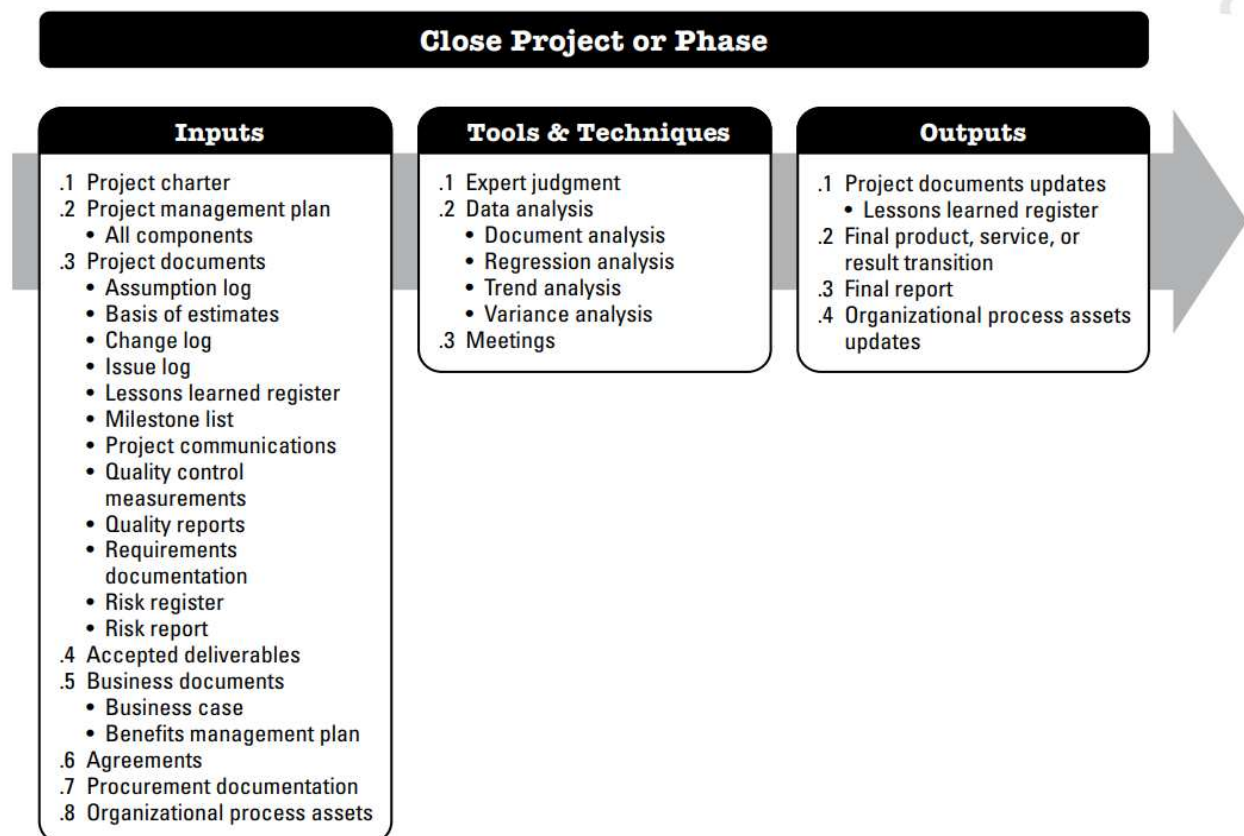 Close Project or Phase
Inputs
.1 Project charter
.2 Project management plan
• All components
.3 Project documents
• Assumption log
• Basis of estimates
• Change log
• Issue log
• Lessons learned register
• Milestone list
• Project communications
• Quality control
measurements
• Quality reports
• Requirements
documentation
• Risk register
• Risk report
.4 Accepted deliverables
.5 Business documents
• Business case
• Benefits management plan
.6 Agreements
.7 Procurement documentation
.8 Organizational process assets
Tools & Techniques
.1 Expert judgment
.2 Data analysis
• Document analysis
• Regression analysis
• Trend analysis
• Variance analysis
.3 Meetings
Outputs
.1 Project documents updates
• Lessons learned register
.2 Final product, service, or
result transition
.3 Final report
.4 Organizational process assets
updates